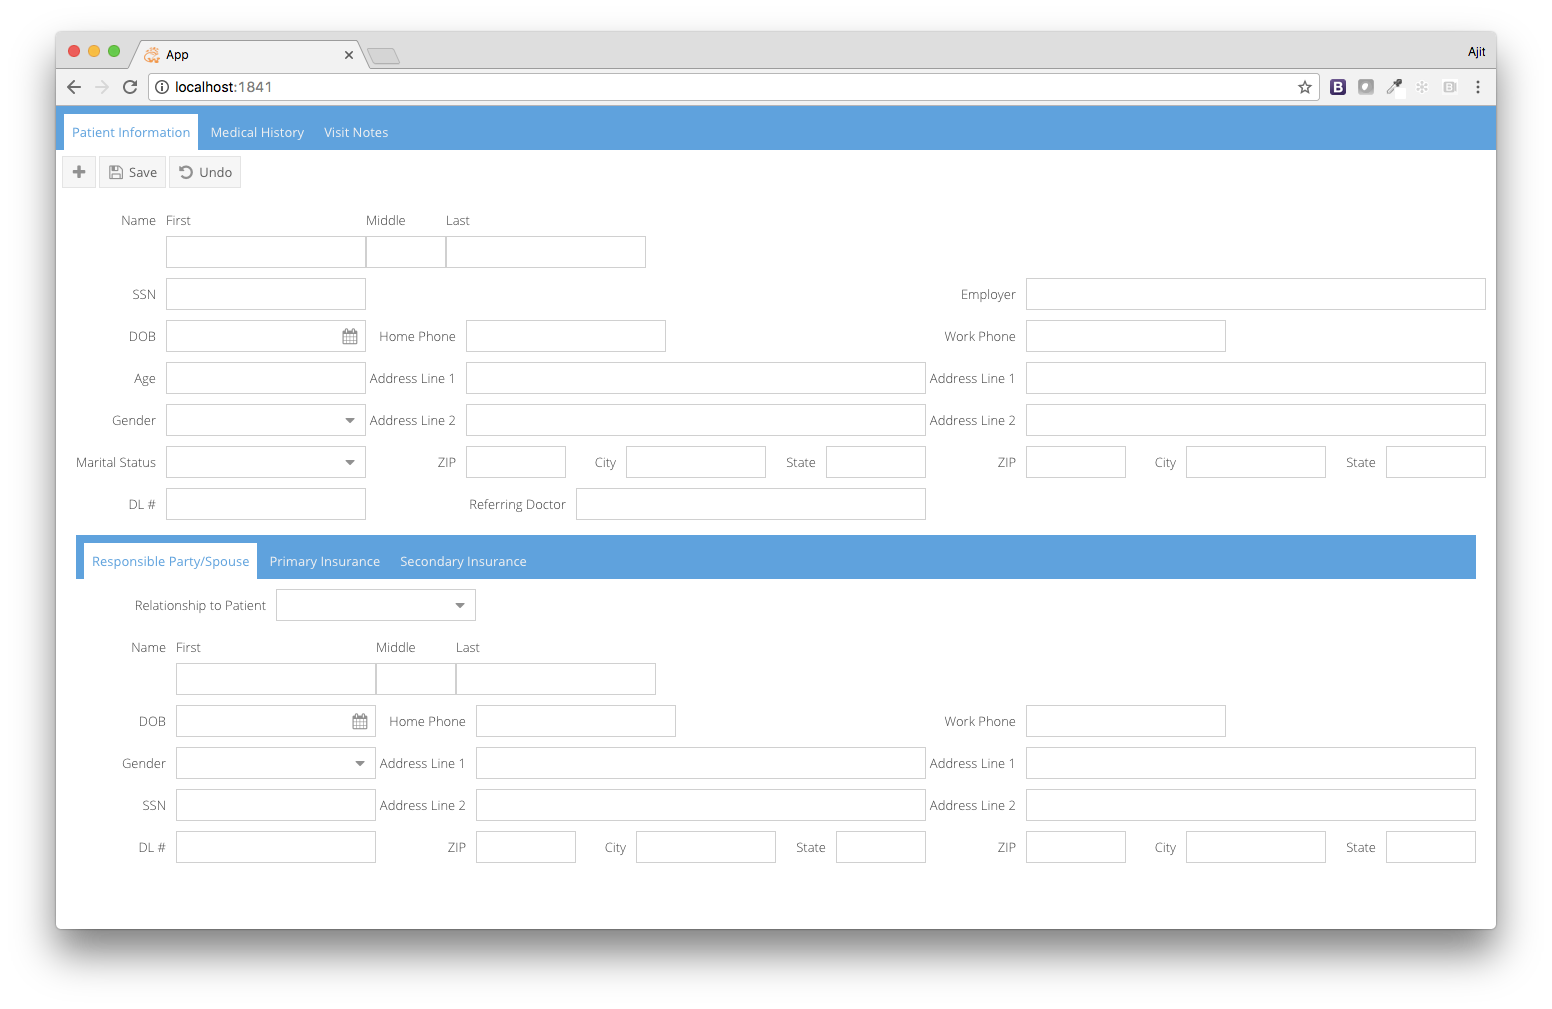 App
Ajit
localhost:1841
Patient Information Medical History Visit Notes
Save Undo
Name First Middle Last
SSN Employer
DOB Home Phone Work Phone
Age Address Line 1 Address Line 1
Gender Address Line 2 Address Line 2
Marital Status ZIP City State ZIP City State
DL # Referring Doctor
Responsible Party/Spouse Primary Insurance Secondary Insurance
Relationship to Patient
Name First Middle Last
DOB Home Phone Work Phone
Gender Address Line 1 Address Line 1
SSN Address Line 2 Address Line 2
DL # ZIP City State ZIP City State